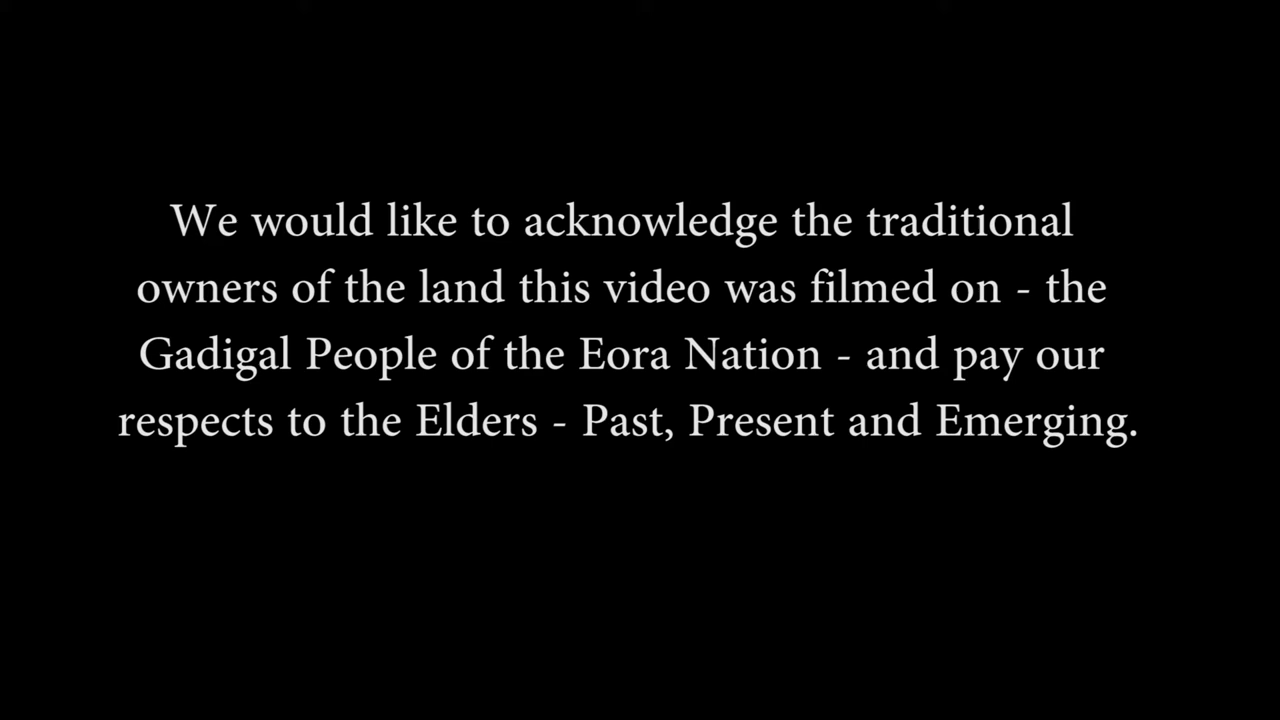 We would like to acknowledge the traditional
owners of the land this video was filmed on - the
Gadigal People of the Eora Nation - and pay our
respects to the Elders - Past, Present and Emerging.